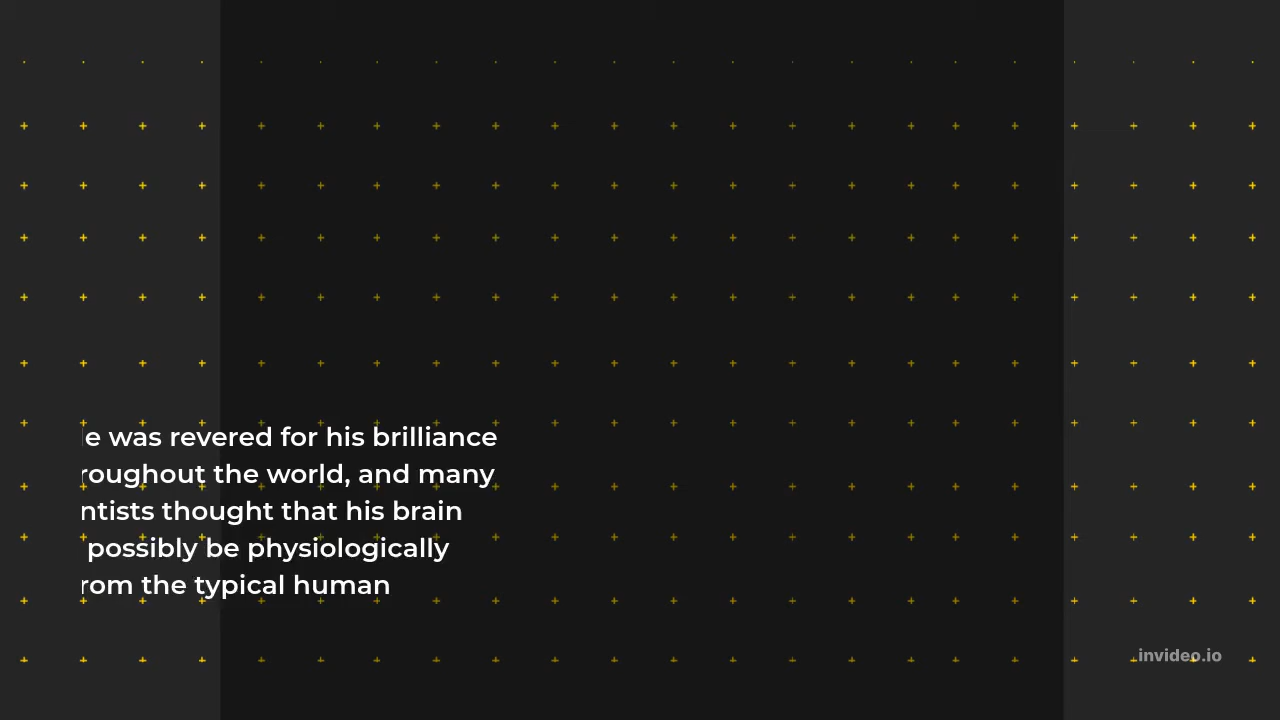 e was revered for his brilliance
roughout the world, and many
ntists thought that his brain
possibly be physiologically
rom the typical human
invideo.io